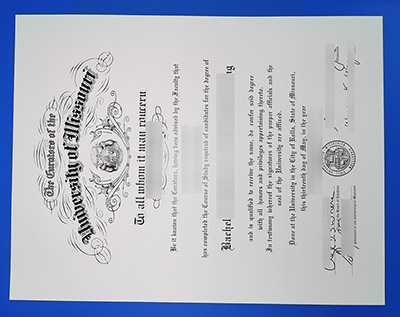 The Curators of the
University of Missouri
To all whom it may concern
Be it known that the Curators, having been advised by the Faculty that
has completed the Course of Study required of candidates for the degree of
Bachel
ng
and is qualified to receive the same, do confer said degree
with all honors and privileges appertaining thereto.
In testimony whereof the signatures of the proper officials and the
seal of the University are affixed.
Done at the University in the City of Rolla, State of Missouri,
this thirteenth day of May, in the year